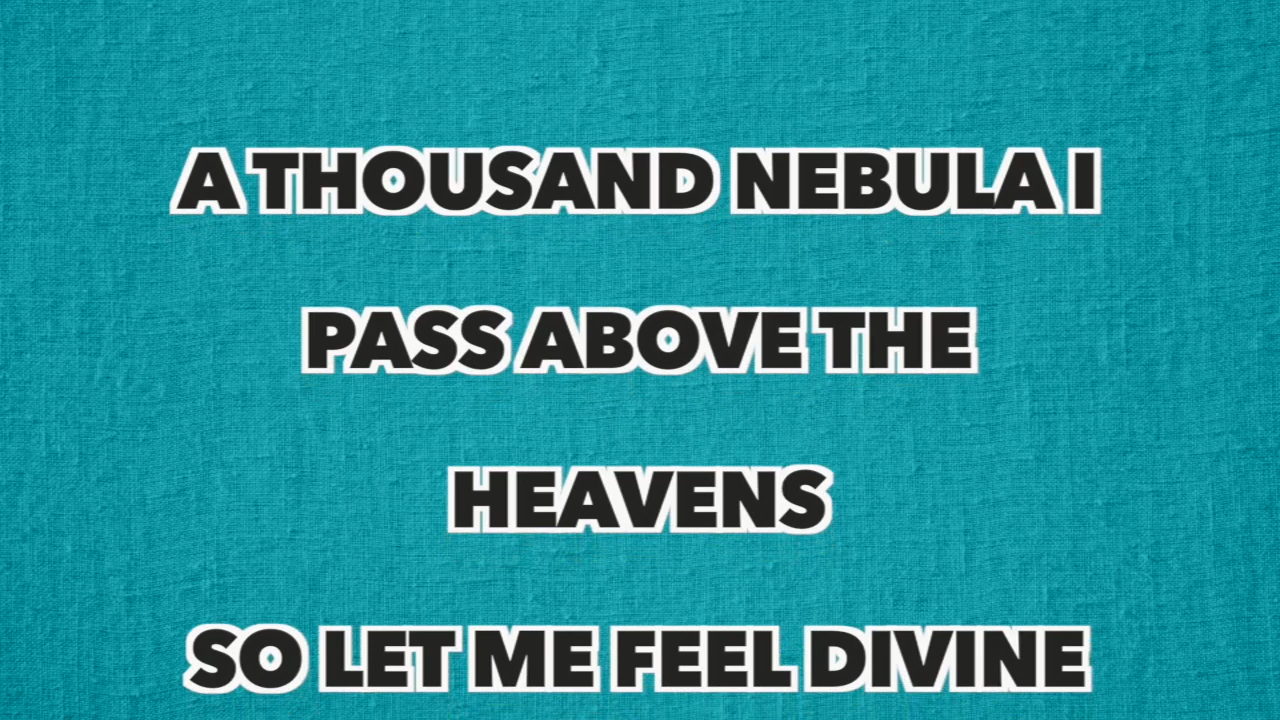 A THOUSAND NEBULA I
PASS ABOVE THE
HEAVENS
SO LET ME FEEL DIVINE